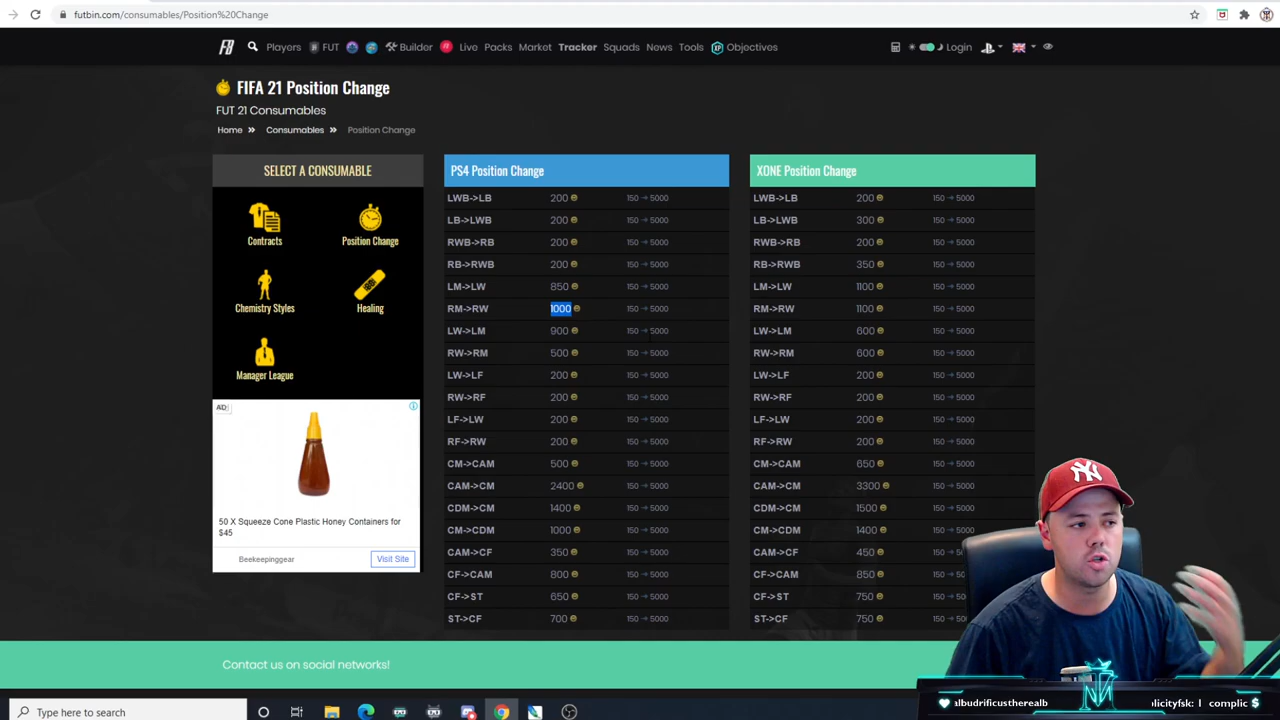 futbin.com/consumables/Position%20Change
Players FUT Builder Live Packs Market Tracker Squads News Tools Objectives Login
FIFA 21 Position Change
FUT 21 Consumables
Home » Consumables » Position Change
SELECT A CONSUMABLE
Contracts Position Change
Chemistry Styles Healing
Manager League
AD
50 X Squeeze Cone Plastic Honey Containers for
$45
Beekeepinggear Visit Site
PS4 Position Change
LWB->LB 200 150 → 5000
LB->LWB 200 150 → 5000
RWB->RB 200 150 → 5000
RB->RWB 200 150 → 5000
LM->LW 850 150 → 5000
RM->RW 1000 150 → 5000
LW->LM 900 150 → 5000
RW->RM 500 150 → 5000
LW->LF 200 150 → 5000
RW->RF 200 150 → 5000
LF->LW 200 150 → 5000
RF->RW 200 150 → 5000
CM->CAM 500 150 → 5000
CAM->CM 2400 150 → 5000
CDM->CM 1400 150 → 5000
CM->CDM 1000 150 → 5000
CAM->CF 350 150 → 5000
CF->CAM 800 150 → 5000
CF->ST 650 150 → 5000
ST->CF 700 150 → 5000
XONE Position Change
LWB->LB 200 150 → 5000
LB->LWB 300 150 → 5000
RWB->RB 200 150 → 5000
RB->RWB 350 150 → 5000
LM->LW 1100 150 → 5000
RM->RW 1100 150 → 5000
LW->LM 600 150 → 5000
RW->RM 600 150 → 5000
LW->LF 200 150 → 5000
RW->RF 200 150 → 5000
LF->LW 200 150 → 5000
RF->RW 200 150 → 5000
CM->CAM 650 150 → 5000
CAM->CM 3300 150 → 5000
CDM->CM 1500 150 → 5000
CM->CDM 1400 150 → 5000
CAM->CF 450 150
CF->CAM 850 150 → 5000
CF->ST 750 150 →
ST->CF 750 150 →
Contact us on social networks!
Type here to search
albudrificustherealb
licityfsk: l complic $